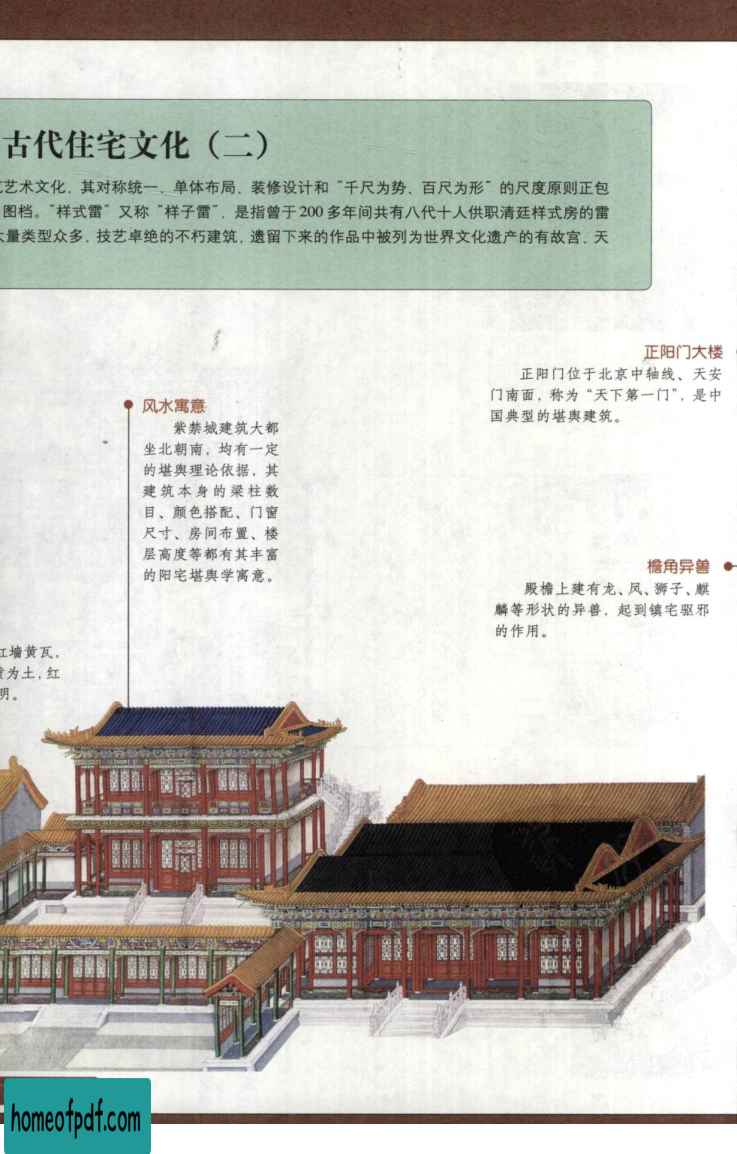 古代住宅文化（二）
艺术文化，其对称统一、单体布局、装修设计和“千尺为势、百尺为形”的尺度原则正包
图档。“样式雷”又称“样子雷”，是指曾于200多年间共有八代十人供职清廷样式房的雷
大量类型众多、技艺卓绝的不朽建筑，遗留下来的作品中被列为世界文化遗产的有故宫、天
正阳门大楼
正阳门位于北京中轴线、天安
门南面，称为“天下第一门”，是中
国典型的堪舆建筑。
风水寓意
紫禁城建筑大都
坐北朝南，均有一定
的堪舆理论依据，其
建筑本身的梁柱数
目、颜色搭配、门窗
尺寸、房间布置、楼
层高度等都有其丰富
的阳宅堪舆学寓意。
檐角异兽
殿檐上建有龙、凤、狮子、麒
麟等形状的异兽，起到镇宅驱邪
的作用。
红墙黄瓦，
黄为土，红
明。
homeofpdf.com